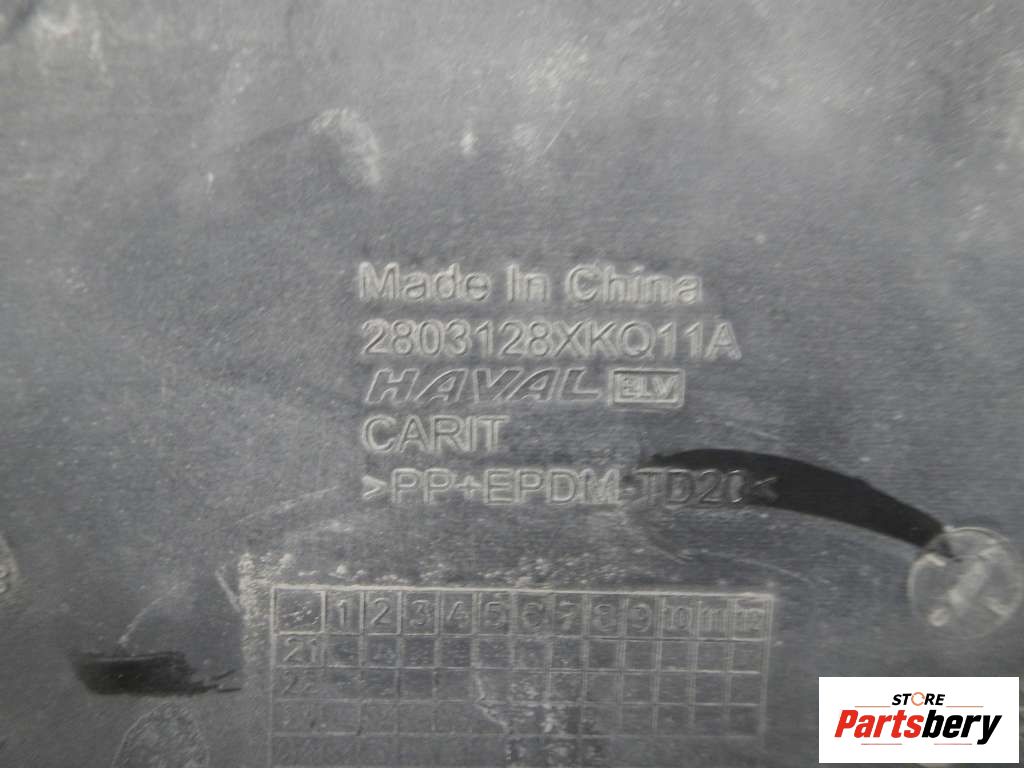 Made In China
2803128XKQ11A
HAVAL ELV
CARIT
>PP+EPDM-TD20<
1 2 3 4 5 6 7 8 9 10 11 12
21
22
STORE
Partsbery